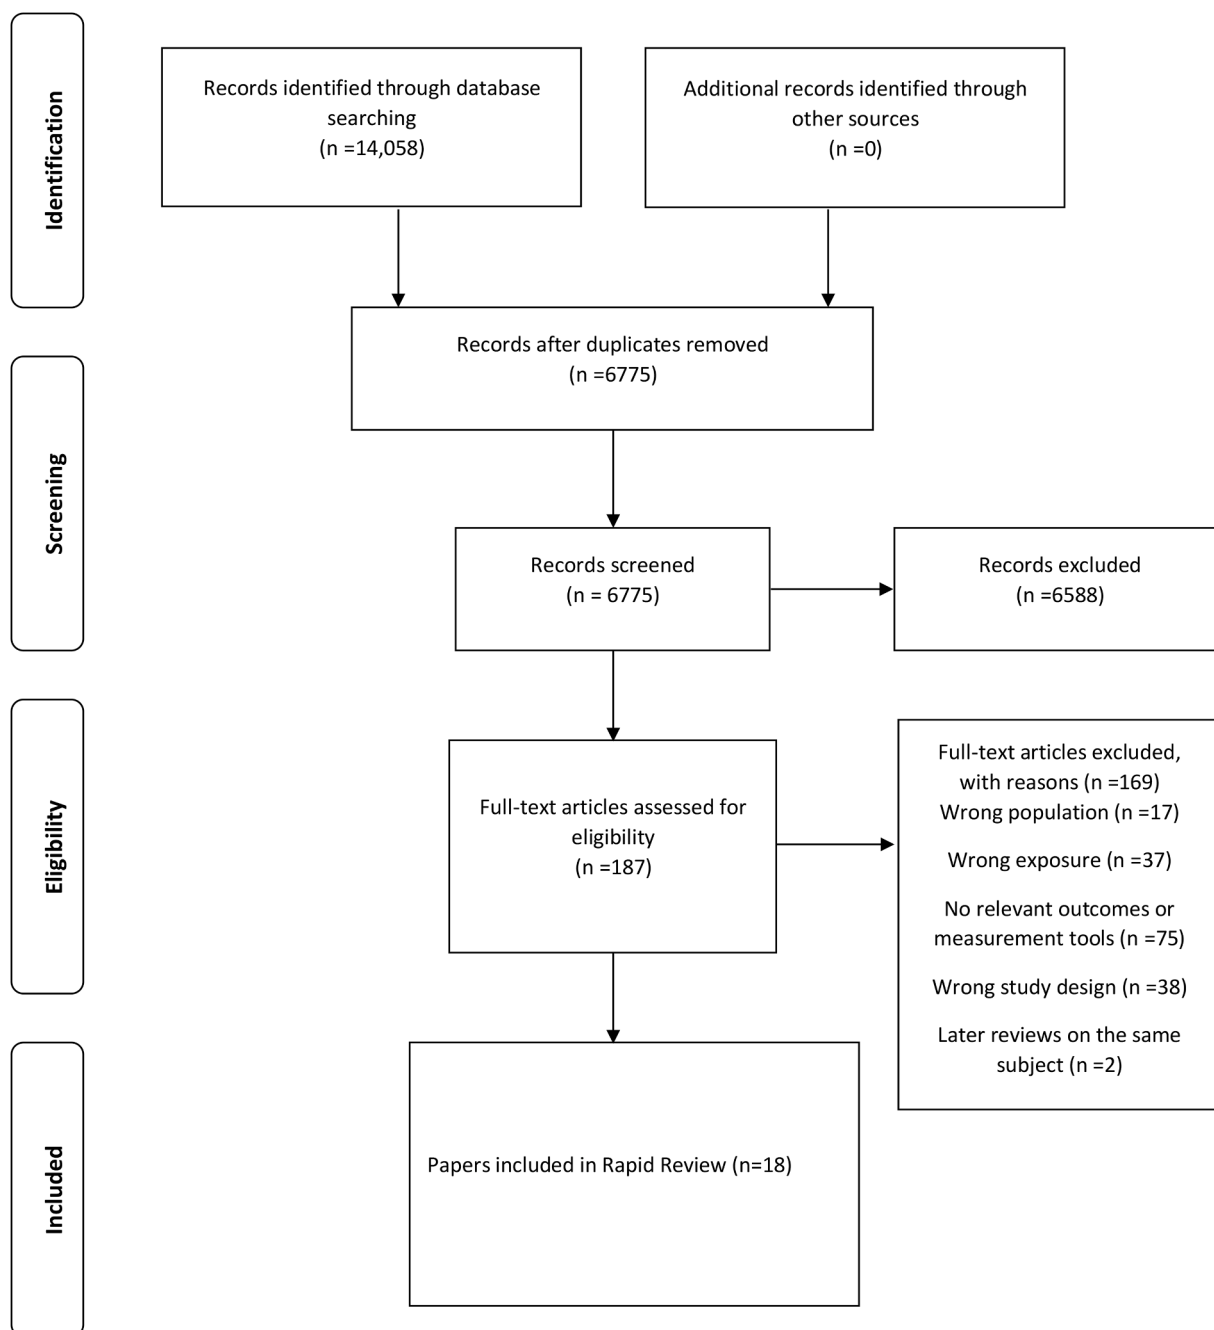 Identification
Records identified through database
searching
(n =14,058)
Additional records identified through
other sources
(n =0)
Records after duplicates removed
(n =6775)
Screening
Records screened
(n = 6775)
Records excluded
(n =6588)
Eligibility
Full-text articles assessed for
eligibility
(n =187)
Full-text articles excluded,
with reasons (n =169)
Wrong population (n =17)
Wrong exposure (n =37)
No relevant outcomes or
measurement tools (n =75)
Wrong study design (n =38)
Later reviews on the same
subject (n =2)
Included
Papers included in Rapid Review (n=18)